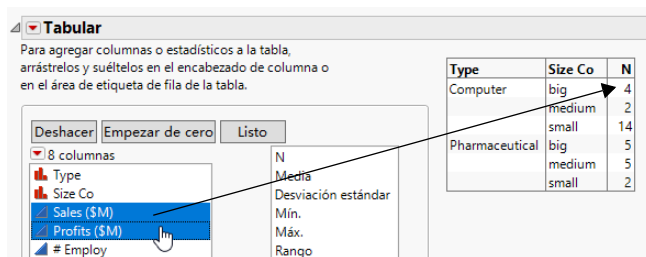 Tabular
Para agregar columnas o estadísticos a la tabla,
arrástrelos y suéltelos en el encabezado de columna o
en el área de etiqueta de fila de la tabla.
Deshacer Empezar de cero Listo
8 columnas
Type
Size Co
Sales ($M)
Profits ($M)
# Employ
N
Media
Desviación estándar
Mín.
Máx.
Rango
Type Size Co N
Computer big 4
medium 2
small 14
Pharmaceutical big 5
medium 5
small 2